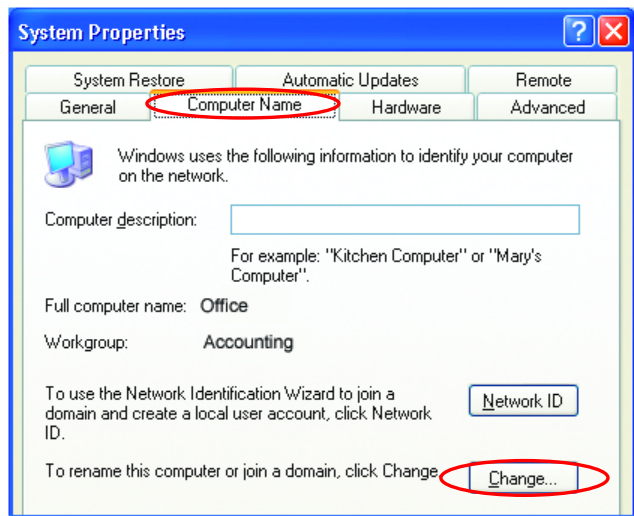 System Properties
System Restore Automatic Updates Remote
General Computer Name Hardware Advanced
Windows uses the following information to identify your computer
on the network.
Computer description:
For example: "Kitchen Computer" or "Mary's
Computer".
Full computer name: Office
Workgroup: Accounting
To use the Network Identification Wizard to join a
domain and create a local user account, click Network
ID.
Network ID
To rename this computer or join a domain, click Change.
Change...